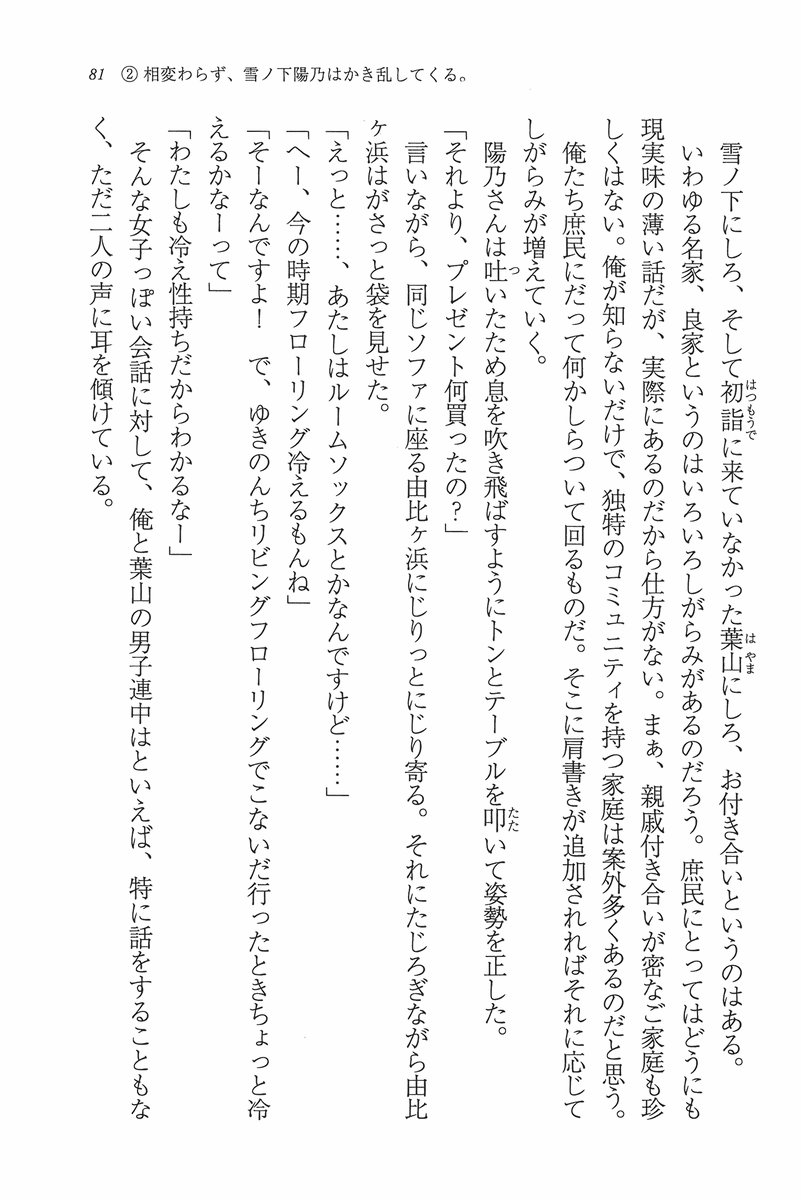 81　② 相変わらず、雪ノ下陽乃はかき乱してくる。
　雪ノ下にしろ、そして初詣に来ていなかった葉山にしろ、お付き合いというのはある。
はつもうで
は やま
　いわゆる名家、良家というのはいろいろしがらみがあるのだろう。庶民にとってはどうにも
現実味の薄い話だが、実際にあるのだから仕方がない。まぁ、親戚付き合いが密なご家庭も珍
しくはない。俺が知らないだけで、独特のコミュニティを持つ家庭は案外多くあるのだと思う。
　俺たち庶民にだって何かしらついて回るものだ。そこに肩書きが追加されればそれに応じて
しがらみが増えていく。
　陽乃さんは吐いたため息を吹き飛ばすようにトンとテーブルを叩いて姿勢を正した。
つ
たた
「それより、プレゼント何買ったの？」
　言いながら、同じソファに座る由比ヶ浜にじりっとにじり寄る。それにたじろぎながら由比
ヶ浜はがさっと袋を見せた。
「えっと……、あたしはルームソックスとかなんですけど……」
「へー、今の時期フローリング冷えるもんね」
「そーなんですよ！　で、ゆきのんちリビングフローリングでこないだ行ったときちょっと冷
えるかなーって」
「わたしも冷え性持ちだからわかるなー」
　そんな女子っぽい会話に対して、俺と葉山の男子連中はといえば、特に話をすることもな
く、ただ二人の声に耳を傾けている。